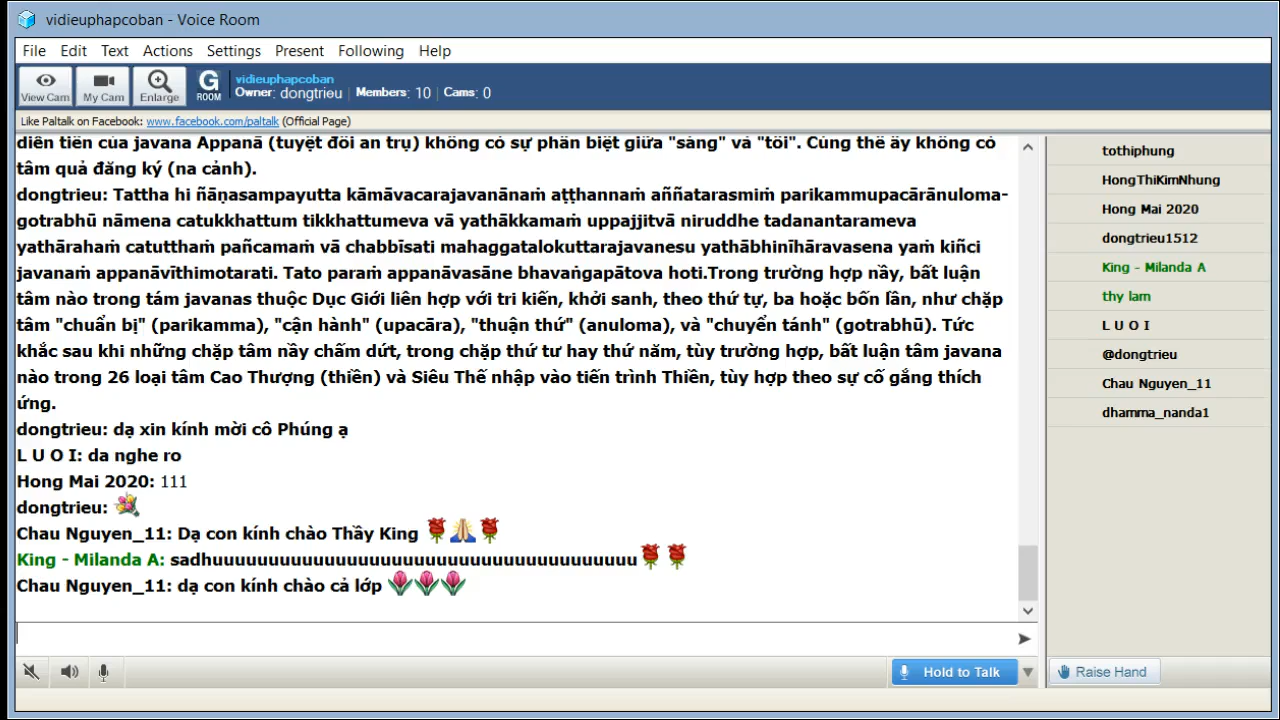 vidieuphapcoban - Voice Room
File Edit Text Actions Settings Present Following Help
View Cam My Cam Enlarge G ROOM vidieuphapcoban
Owner: dongtrieu | Members: 10 | Cams: 0
Like Paltalk on Facebook: www.facebook.com/paltalk (Official Page)
diễn tiến của javana Appanā (tuyệt đối an trụ) không có sự phân biệt giữa "sáng" và "tối". Cùng thế ấy không có
tâm quả đăng ký (na cảnh).
dongtrieu: Tattha hi ñāṇasampayutta kāmāvacarajavanānaṁ aṭṭhannaṁ aññatarasmiṁ parikammupacārānuloma-
gotrabhū nāmena catukkhattum tikkhattumeva vā yathākkamaṁ uppajjitvā niruddhe tadanantarameva
yathārahaṁ catutthaṁ pañcamaṁ vā chabbīsati mahaggatalokuttarajavanesu yathābhinīhāravasena yaṁ kiñci
javanaṁ appanāvīthimotarati. Tato paraṁ appanāvasāne bhavaṅgapātova hoti.Trong trường hợp nầy, bất luận
tâm nào trong tám javanas thuộc Dục Giới liên hợp với tri kiến, khởi sanh, theo thứ tự, ba hoặc bốn lần, như chặp
tâm "chuẩn bị" (parikamma), "cận hành" (upacāra), "thuận thứ" (anuloma), và "chuyển tánh" (gotrabhū). Tức
khắc sau khi những chặp tâm nầy chấm dứt, trong chặp thứ tư hay thứ năm, tùy trường hợp, bất luận tâm javana
nào trong 26 loại tâm Cao Thượng (thiền) và Siêu Thế nhập vào tiến trình Thiền, tùy hợp theo sự cố gắng thích
ứng.
dongtrieu: dạ xin kính mời cô Phúng ạ
L U O I: da nghe ro
Hong Mai 2020: 111
dongtrieu:
Chau Nguyen_11: Dạ con kính chào Thầy King
King - Milanda A: sadhuuuuuuuuuuuuuuuuuuuuuuuuuuuuuuuuuuuuuu
Chau Nguyen_11: dạ con kính chào cả lớp
tothiphung
HongThiKimNhung
Hong Mai 2020
dongtrieu1512
King - Milanda A
thy lam
L U O I
@dongtrieu
Chau Nguyen_11
dhamma_nanda1
Hold to Talk
Raise Hand